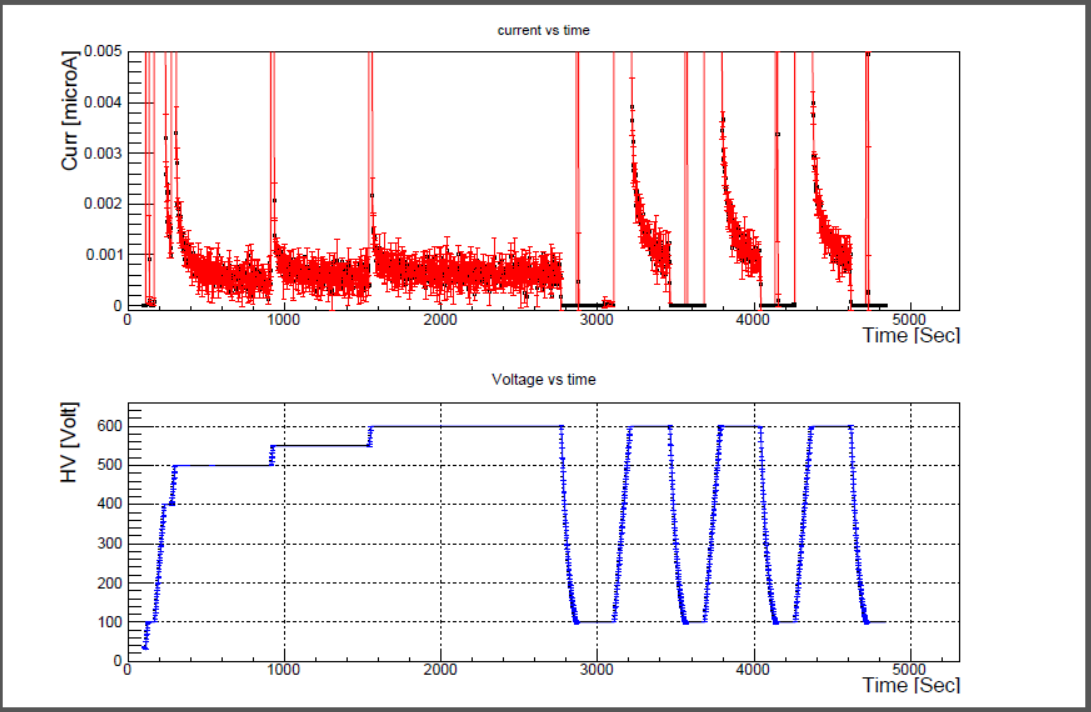 current vs time
Curr [microA]
0.005
0.004
0.003
0.002
0.001
0
0 1000 2000 3000 4000 5000
Time [Sec]
Voltage vs time
HV [Volt]
600
500
400
300
200
100
0
0 1000 2000 3000 4000 5000
Time [Sec]